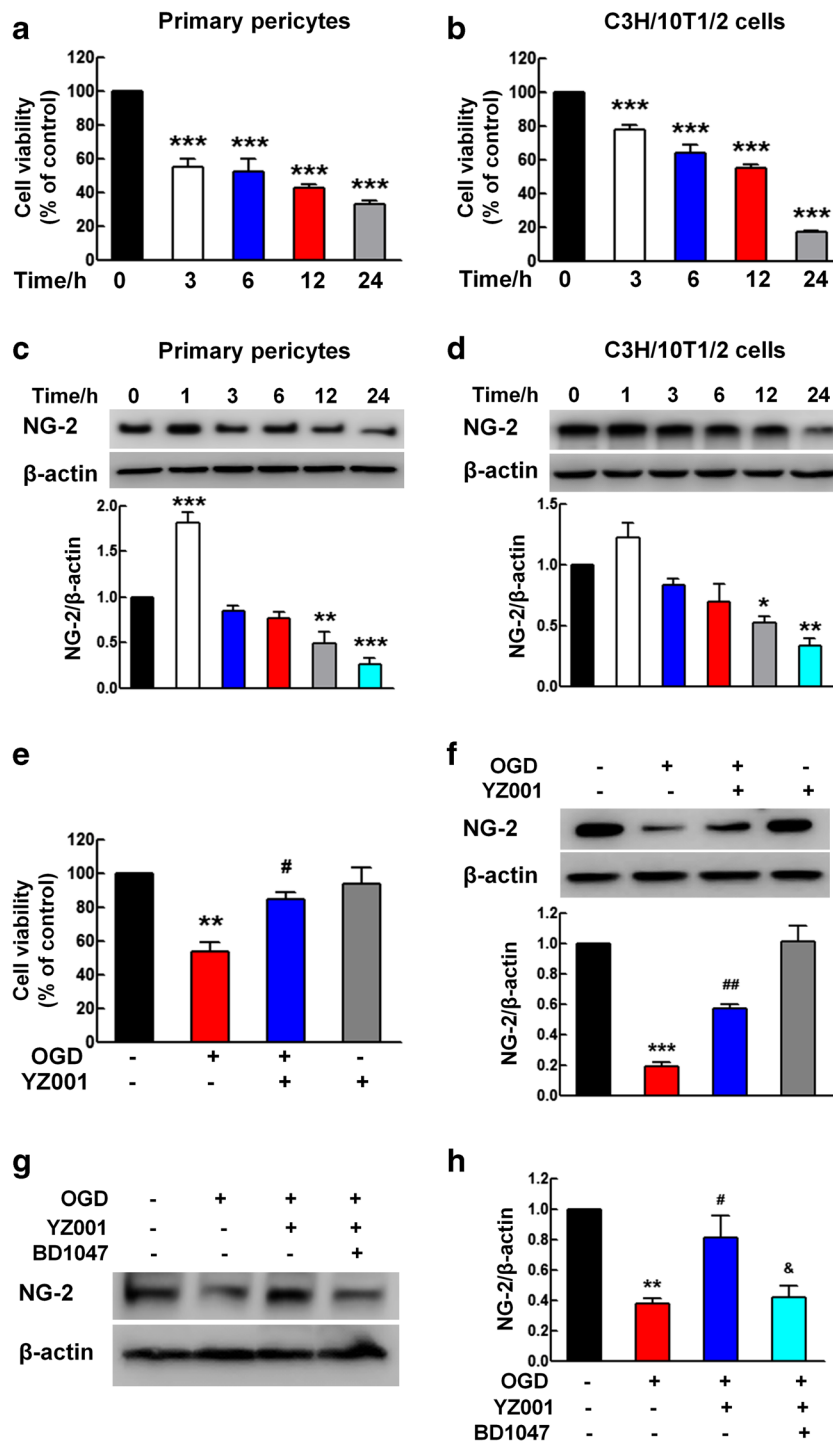 a Primary pericytes
Cell viability
(% of control)
120
100
80
60
40
20
0
*** *** *** ***
Time/h 0 3 6 12 24
b C3H/10T1/2 cells
Cell viability
(% of control)
120
100
80
60
40
20
0
*** *** *** ***
Time/h 0 3 6 12 24
c Primary pericytes
Time/h 0 1 3 6 12 24
NG-2
β-actin
NG-2/β-actin
2.0
1.5
1.0
0.5
0.0
*** ** ***
d C3H/10T1/2 cells
Time/h 0 1 3 6 12 24
NG-2
β-actin
NG-2/β-actin
1.5
1.0
0.5
0.0
* **
e
Cell viability
(% of control)
120
100
80
60
40
20
0
** #
OGD - + + -
YZ001 - - + +
f
OGD - + + -
YZ001 - - + +
NG-2
β-actin
NG-2/β-actin
1.2
1.0
0.8
0.6
0.4
0.2
0.0
*** ##
g
OGD - + + +
YZ001 - - + +
BD1047 - - - +
NG-2
β-actin
h
NG-2/β-actin
1.2
1.0
0.8
0.6
0.4
0.2
0.0
** # &
OGD - + + +
YZ001 - - + +
BD1047 - - - +